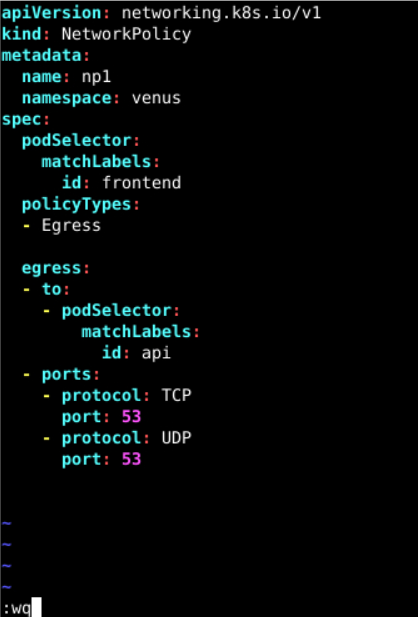 apiVersion: networking.k8s.io/v1
kind: NetworkPolicy
metadata:
  name: np1
  namespace: venus
spec:
  podSelector:
    matchLabels:
      id: frontend
  policyTypes:
  - Egress

  egress:
  - to:
    - podSelector:
        matchLabels:
          id: api
  - ports:
    - protocol: TCP
      port: 53
    - protocol: UDP
      port: 53

~
~
~
~
:wq